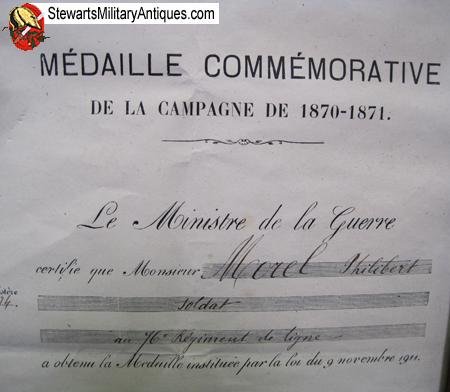 StewartsMilitaryAntiques.com
MÉDAILLE COMMÉMORATIVE
DE LA CAMPAGNE DE 1870-1871.
Le Ministre de la Guerre
certifie que Monsieur Morel Philibert
Soldat
au 76e Régiment de ligne
a obtenu la Médaille instituée par la loi du 9 novembre 1911.